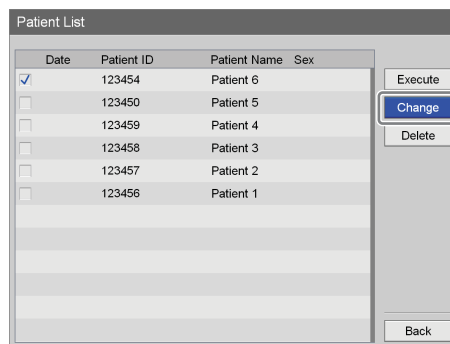 Patient List
Date Patient ID Patient Name Sex
123454 Patient 6 Execute
123450 Patient 5 Change
123459 Patient 4 Delete
123458 Patient 3
123457 Patient 2
123456 Patient 1
Back